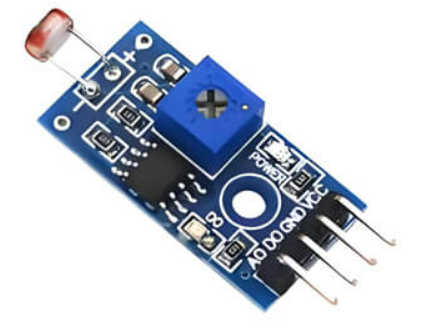 +
-
+
POWER
VCC
GND
DO
AO